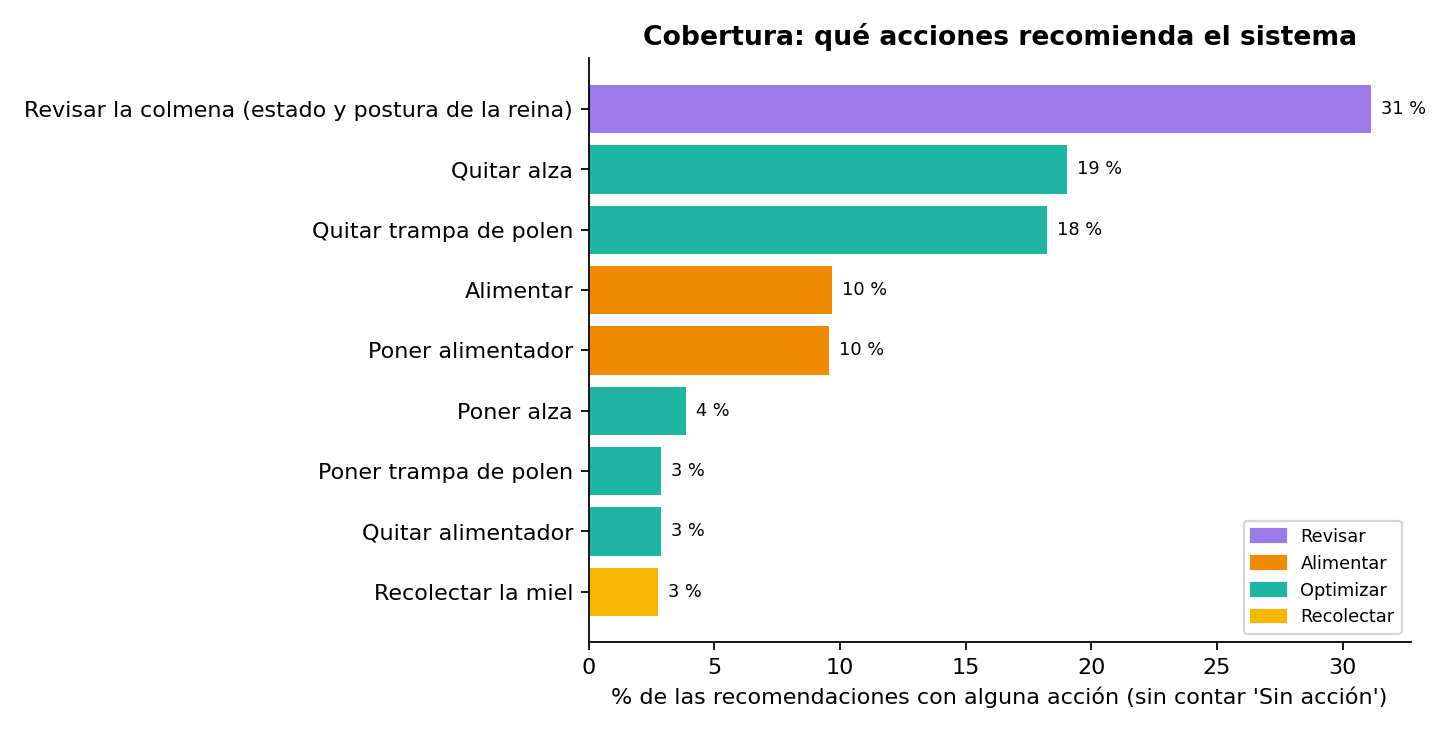 Cobertura: qué acciones recomienda el sistema
Revisar la colmena (estado y postura de la reina)
31 %
Quitar alza
19 %
Quitar trampa de polen
18 %
Alimentar
10 %
Poner alimentador
10 %
Poner alza
4 %
Poner trampa de polen
3 %
Quitar alimentador
3 %
Recolectar la miel
3 %
Revisar
Alimentar
Optimizar
Recolectar
0 5 10 15 20 25 30
% de las recomendaciones con alguna acción (sin contar 'Sin acción')